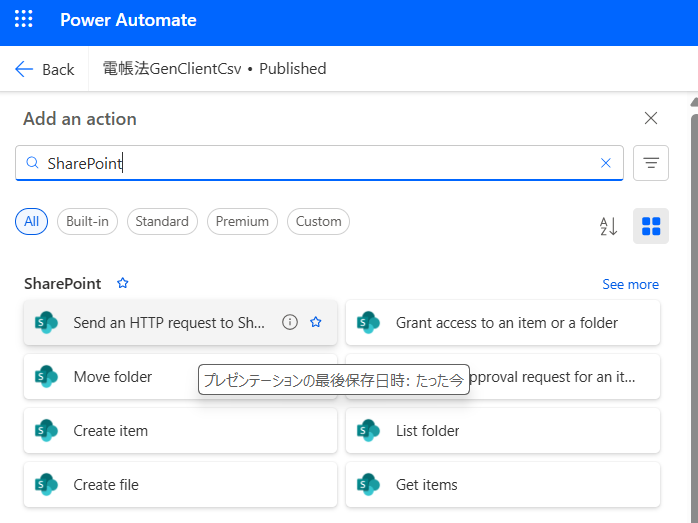 Power Automate
Back
電帳法GenClientCsv • Published
Add an action
SharePoint
All
Built-in
Standard
Premium
Custom
SharePoint
See more
Send an HTTP request to Sh...
Grant access to an item or a folder
Move folder
プレゼンテーションの最後保存日時: たった今
pproval request for an it...
Create item
List folder
Create file
Get items